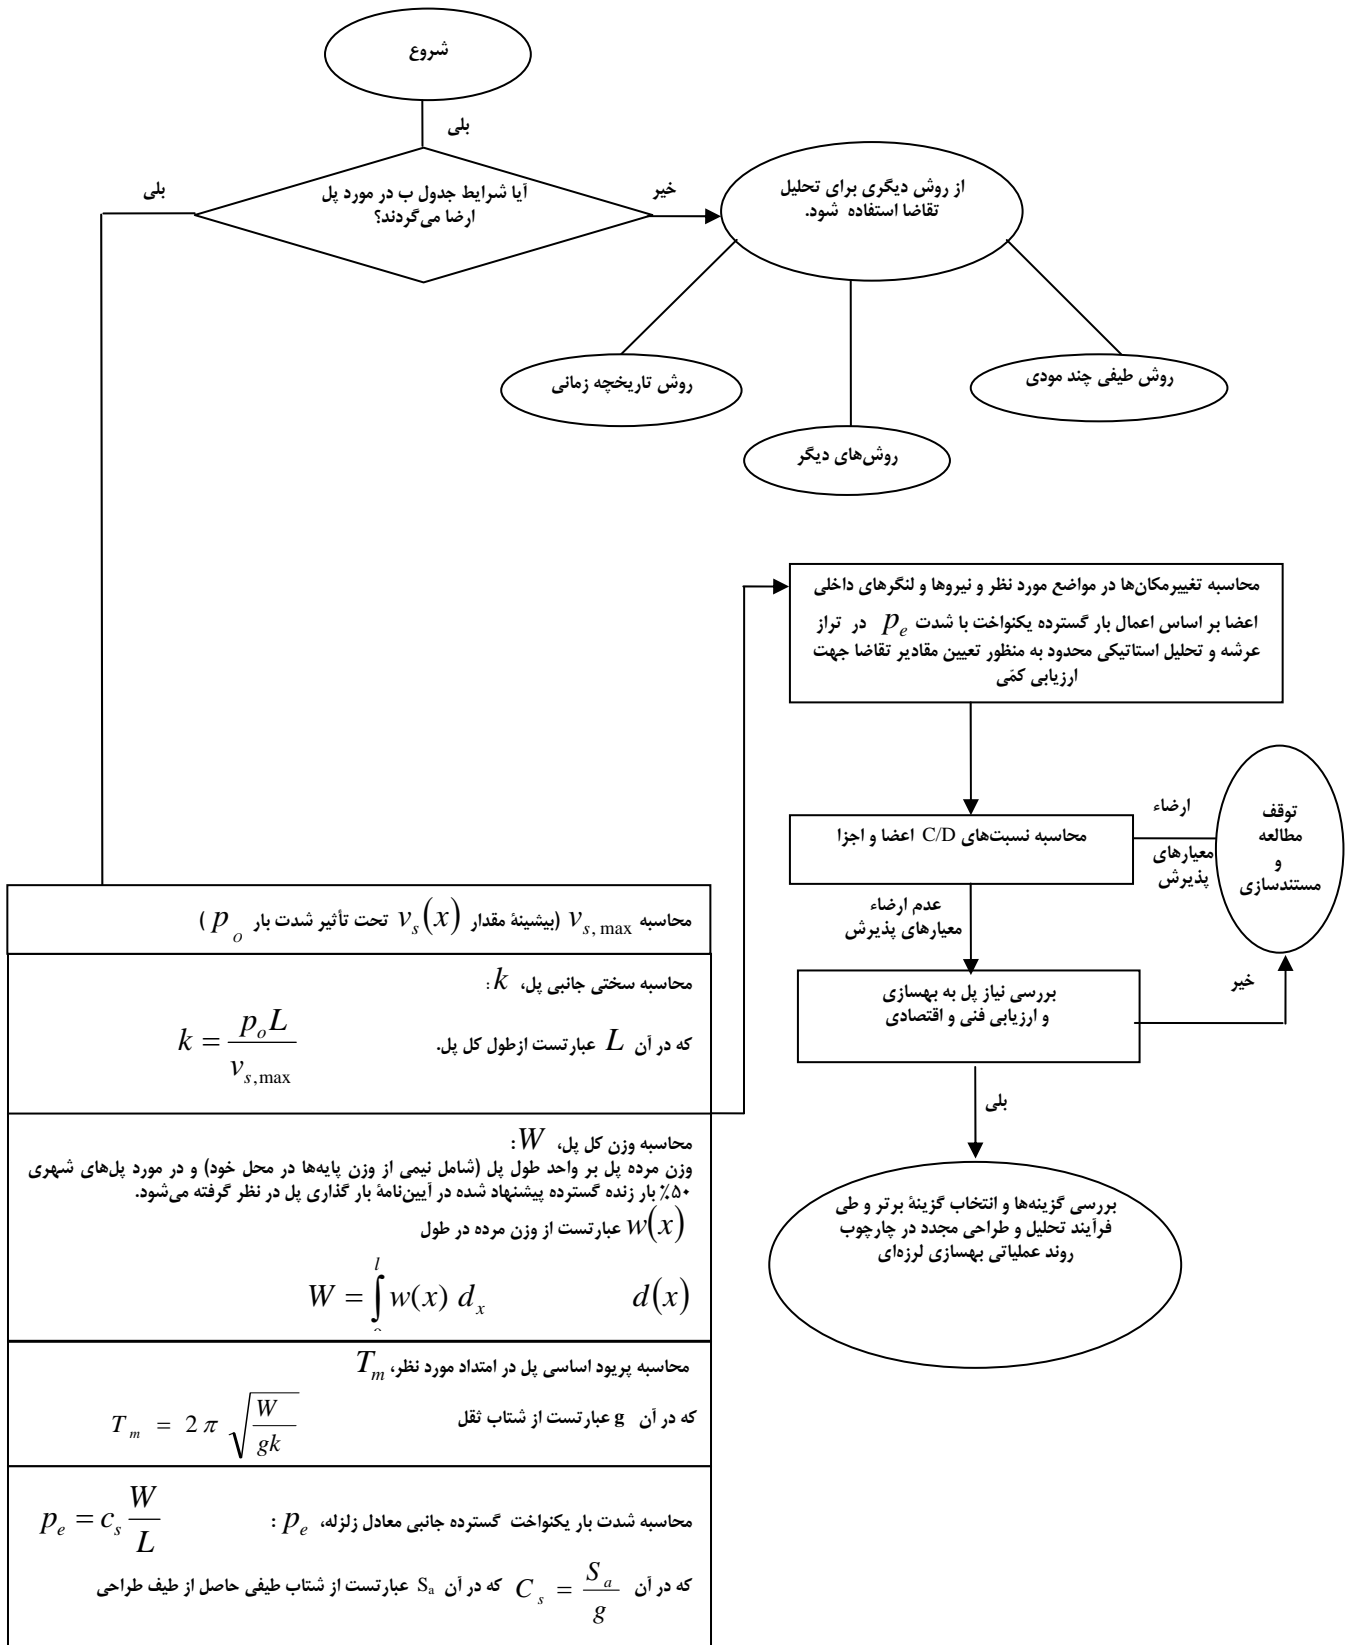 شروع
بلی
آیا شرایط جدول ب در مورد پل
ارضا می‌گردند؟
بلی
خیر
از روش دیگری برای تحلیل
تقاضا استفاده شود.
روش تاریخچه زمانی
روش‌های دیگر
روش طیفی چند مودی
محاسبه v_{s, max} (بیشینهٔ مقدار v_s(x) تحت تأثیر شدت بار p_o )
محاسبه سختی جانبی پل، k :
k = \frac{p_o L}{v_{s,max}}
که در آن L عبارتست ازطول کل پل.
محاسبه وزن کل پل، W :
وزن مرده پل بر واحد طول پل (شامل نیمی از وزن پایه‌ها در محل خود) و در مورد پل‌های شهری
۵۰٪ بار زنده گسترده پیشنهاد شده در آیین‌نامهٔ بار گذاری پل در نظر گرفته می‌شود.
w(x) عبارتست از وزن مرده در طول
d(x)
W = \int_o^l w(x) d_x
محاسبه پریود اساسی پل در امتداد مورد نظر، T_m
که در آن g عبارتست از شتاب ثقل
T_m = 2 π \sqrt{\frac{W}{gk}}
محاسبه شدت بار یکنواخت گسترده جانبی معادل زلزله، p_e :
p_e = c_s \frac{W}{L}
که در آن C_s = \frac{S_a}{g} که در آن S_a عبارتست از شتاب طیفی حاصل از طیف طراحی
محاسبه تغییرمکان‌ها در مواضع مورد نظر و نیروها و لنگرهای داخلی
اعضا بر اساس اعمال بار گسترده یکنواخت با شدت p_e در تراز
عرشه و تحلیل استاتیکی محدود به منظور تعیین مقادیر تقاضا جهت
ارزیابی کمّی
محاسبه نسبت‌های C/D اعضا و اجزا
ارضاء
معیارهای
پذیرش
توقف
مطالعه
و
مستندسازی
عدم ارضاء
معیارهای پذیرش
بررسی نیاز پل به بهسازی
و ارزیابی فنی و اقتصادی
خیر
بلی
بررسی گزینه‌ها و انتخاب گزینهٔ برتر و طی
فرآیند تحلیل و طراحی مجدد در چارچوب
روند عملیاتی بهسازی لرزه‌ای